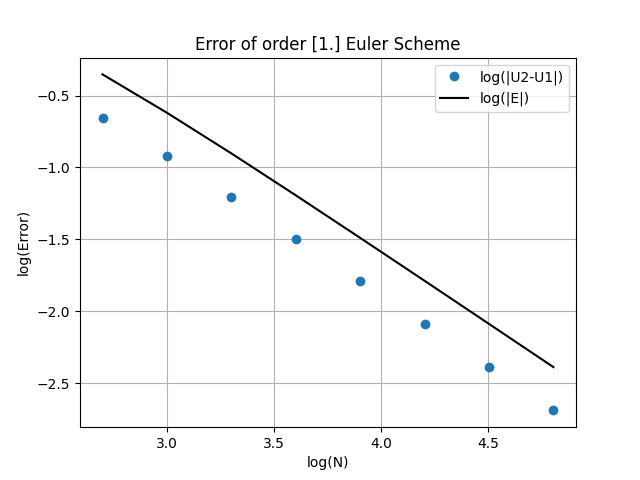 Error of order [1.] Euler Scheme
log(|U2-U1|)
log(|E|)
−0.5
−1.0
−1.5
−2.0
−2.5
log(Error)
3.0 3.5 4.0 4.5
log(N)